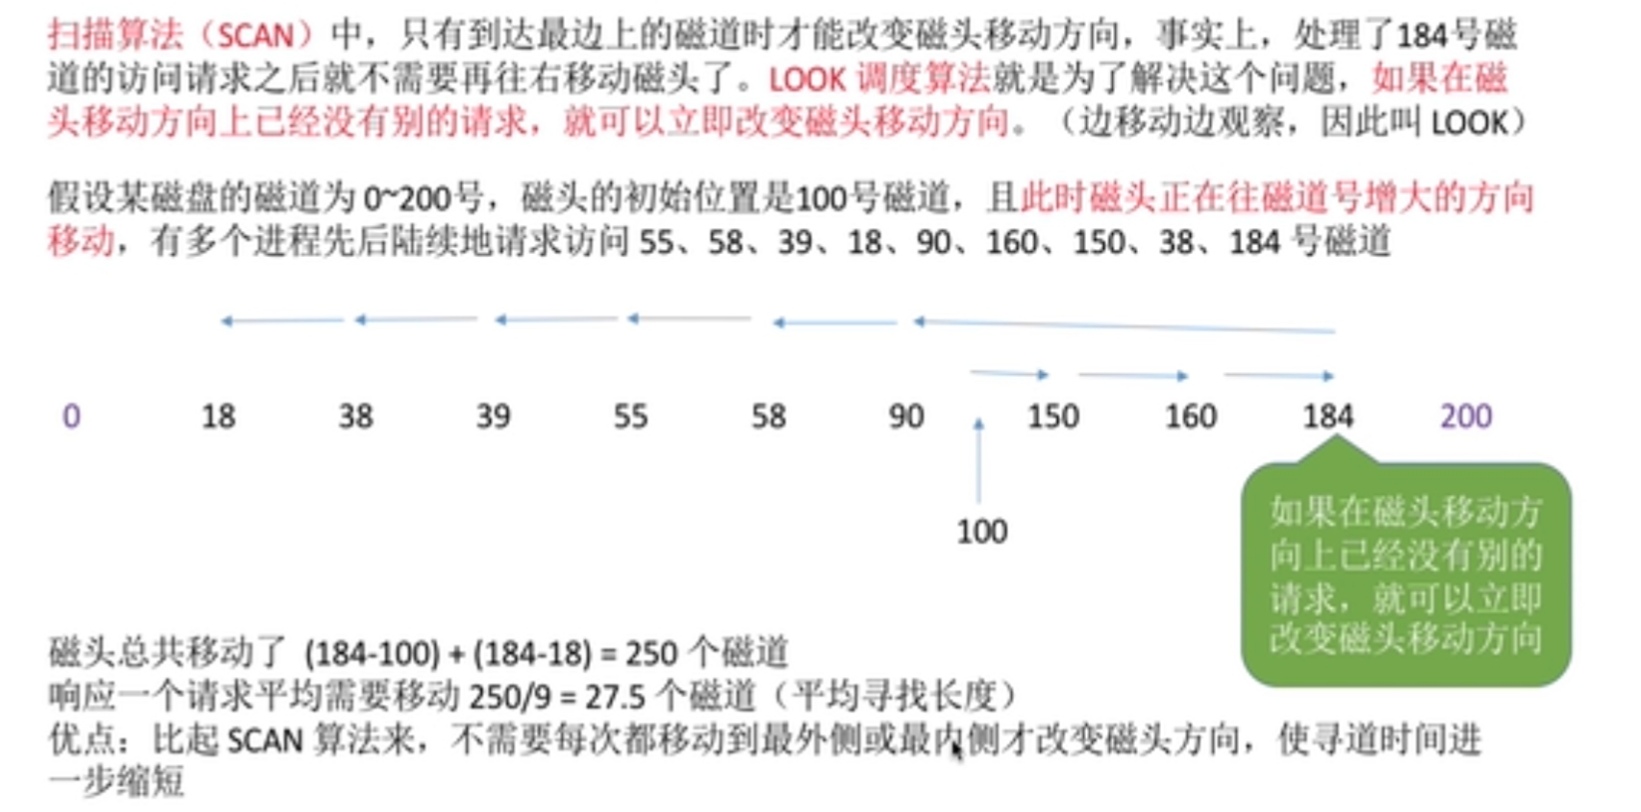 扫描算法（SCAN）中，只有到达最边上的磁道时才能改变磁头移动方向，事实上，处理了184号磁
道的访问请求之后就不需要再往右移动磁头了。LOOK 调度算法就是为了解决这个问题，如果在磁
头移动方向上已经没有别的请求，就可以立即改变磁头移动方向。（边移动边观察，因此叫 LOOK）
假设某磁盘的磁道为 0~200号，磁头的初始位置是100号磁道，且此时磁头正在往磁道号增大的方向
移动，有多个进程先后陆续地请求访问 55、58、39、18、90、160、150、38、184 号磁道
0 18 38 39 55 58 90 150 160 184 200
100
如果在磁头移动方
向上已经没有别的
请求，就可以立即
改变磁头移动方向
磁头总共移动了 (184-100) + (184-18) = 250 个磁道
响应一个请求平均需要移动 250/9 = 27.5 个磁道（平均寻找长度）
优点：比起 SCAN 算法来，不需要每次都移动到最外侧或最内侧才改变磁头方向，使寻道时间进
一步缩短